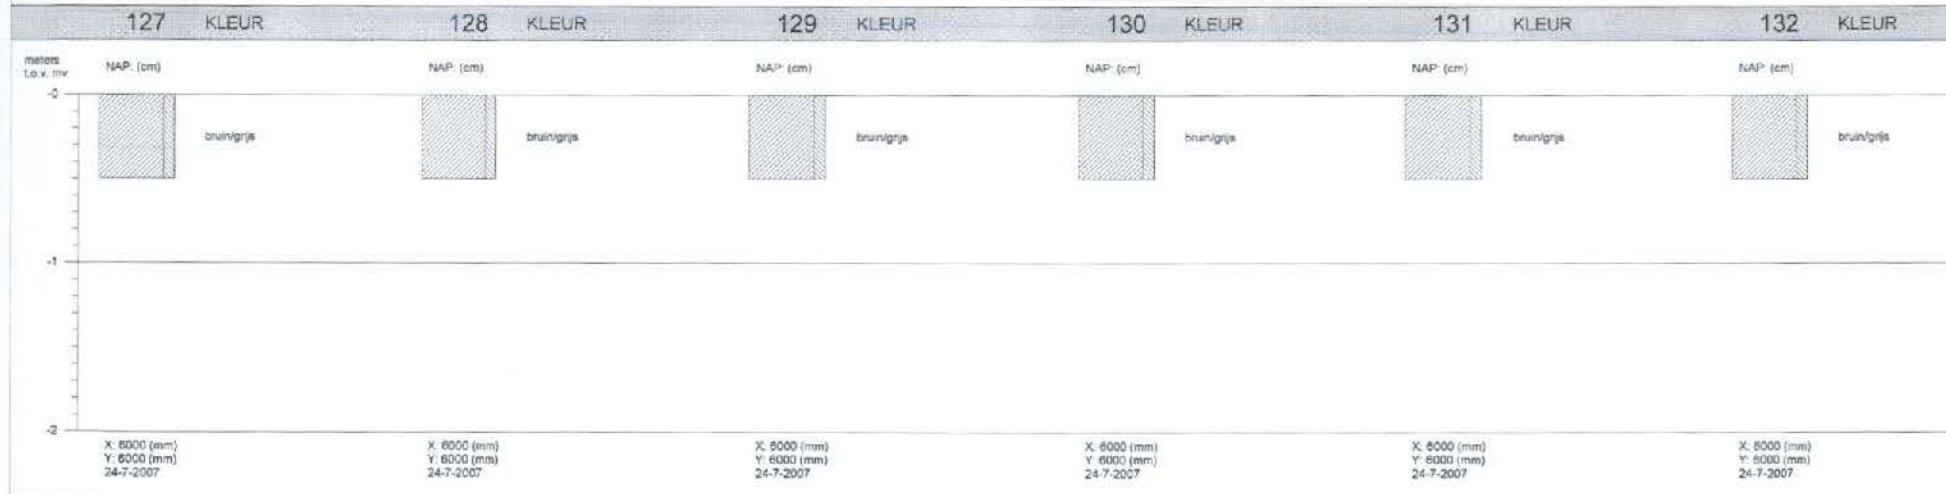 127 KLEUR 128 KLEUR 129 KLEUR 130 KLEUR 131 KLEUR 132 KLEUR
meters
t.o.v. mv
NAP: (cm) NAP: (cm) NAP: (cm) NAP: (cm) NAP: (cm) NAP: (cm)
-0
bruin/grijs bruin/grijs bruin/grijs bruin/grijs bruin/grijs bruin/grijs
-1
-2
X: 6000 (mm) X: 6000 (mm) X: 6000 (mm) X: 6000 (mm) X: 6000 (mm) X: 6000 (mm)
Y: 6000 (mm) Y: 6000 (mm) Y: 6000 (mm) Y: 6000 (mm) Y: 6000 (mm) Y: 6000 (mm)
24-7-2007 24-7-2007 24-7-2007 24-7-2007 24-7-2007 24-7-2007